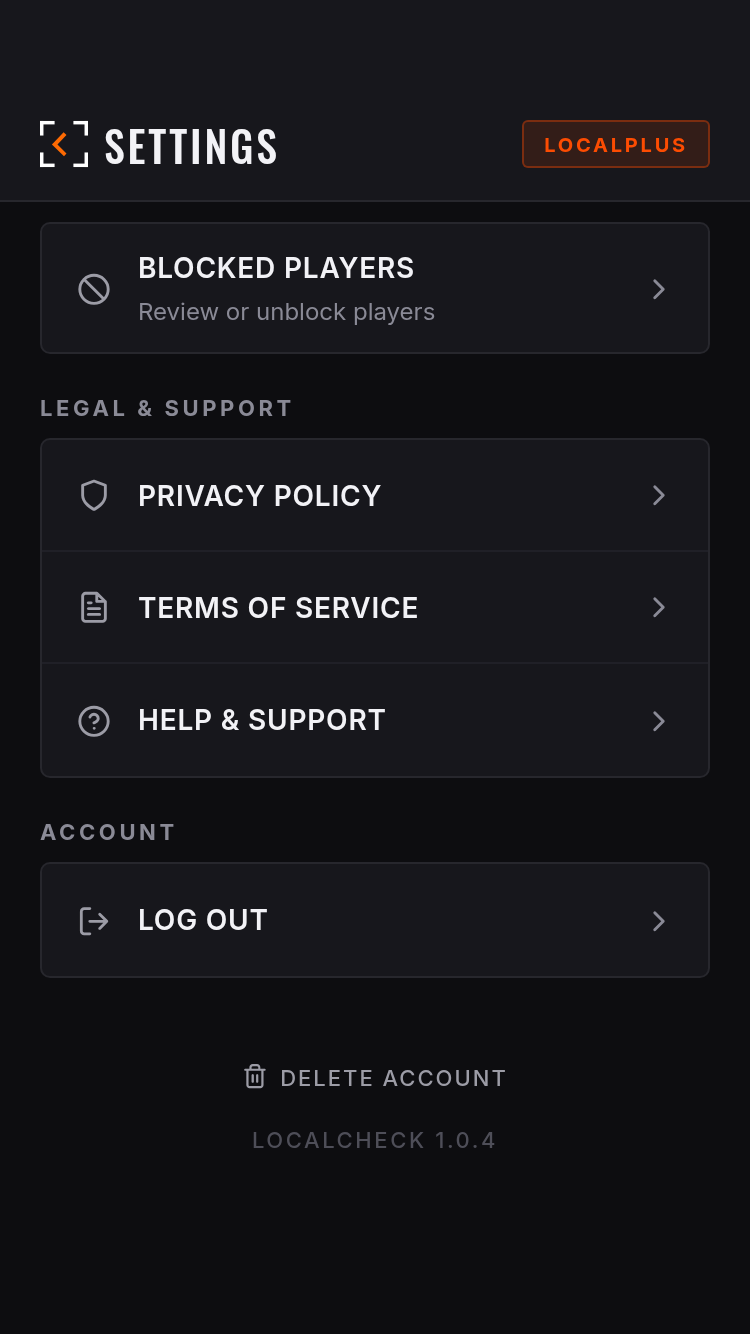 SETTINGS
LOCALPLUS
BLOCKED PLAYERS
Review or unblock players
LEGAL & SUPPORT
PRIVACY POLICY
TERMS OF SERVICE
HELP & SUPPORT
ACCOUNT
LOG OUT
DELETE ACCOUNT
LOCALCHECK 1.0.4